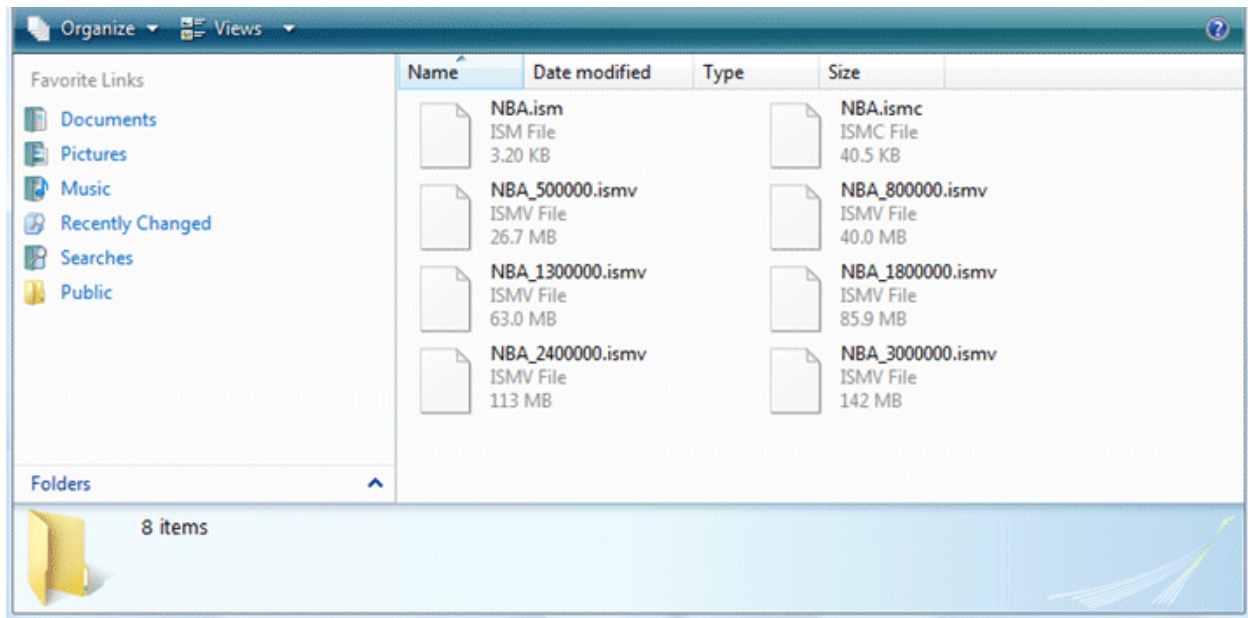 Organize Views
Favorite Links
Documents
Pictures
Music
Recently Changed
Searches
Public
Folders
Name Date modified Type Size
NBA.ism
ISM File
3.20 KB
NBA.ismc
ISMC File
40.5 KB
NBA_500000.ismv
ISMV File
26.7 MB
NBA_800000.ismv
ISMV File
40.0 MB
NBA_1300000.ismv
ISMV File
63.0 MB
NBA_1800000.ismv
ISMV File
85.9 MB
NBA_2400000.ismv
ISMV File
113 MB
NBA_3000000.ismv
ISMV File
142 MB
8 items